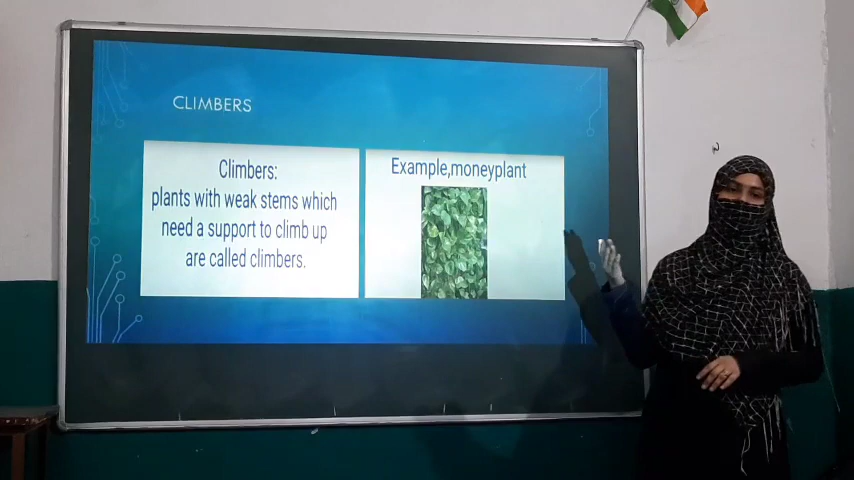 CLIMBERS
Climbers:
plants with weak stems which
need a support to climb up
are called climbers.
Example,moneyplant